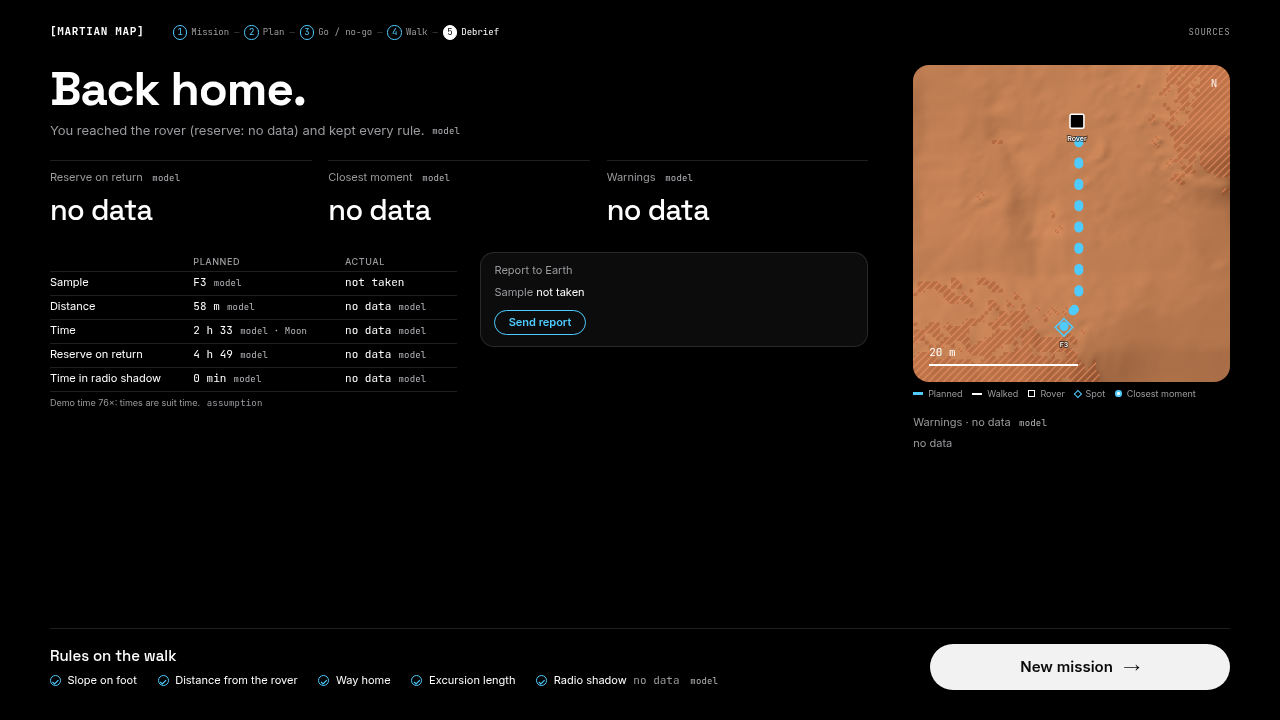 [MARTIAN MAP] 1 Mission — 2 Plan — 3 Go / no-go — 4 Walk — 5 Debrief SOURCES
Back home.
You reached the rover (reserve: no data) and kept every rule. model
Reserve on return model Closest moment model Warnings model
no data no data no data
PLANNED ACTUAL
Sample F3 model not taken
Distance 58 m model no data model
Time 2 h 33 model · Moon no data model
Reserve on return 4 h 49 model no data model
Time in radio shadow 0 min model no data model
Demo time 76×: times are suit time. assumption
Report to Earth
Sample not taken
Send report
N
Rover
F3
20 m
Planned Walked Rover Spot Closest moment
Warnings · no data model
no data
Rules on the walk
Slope on foot Distance from the rover Way home Excursion length Radio shadow no data model
New mission →